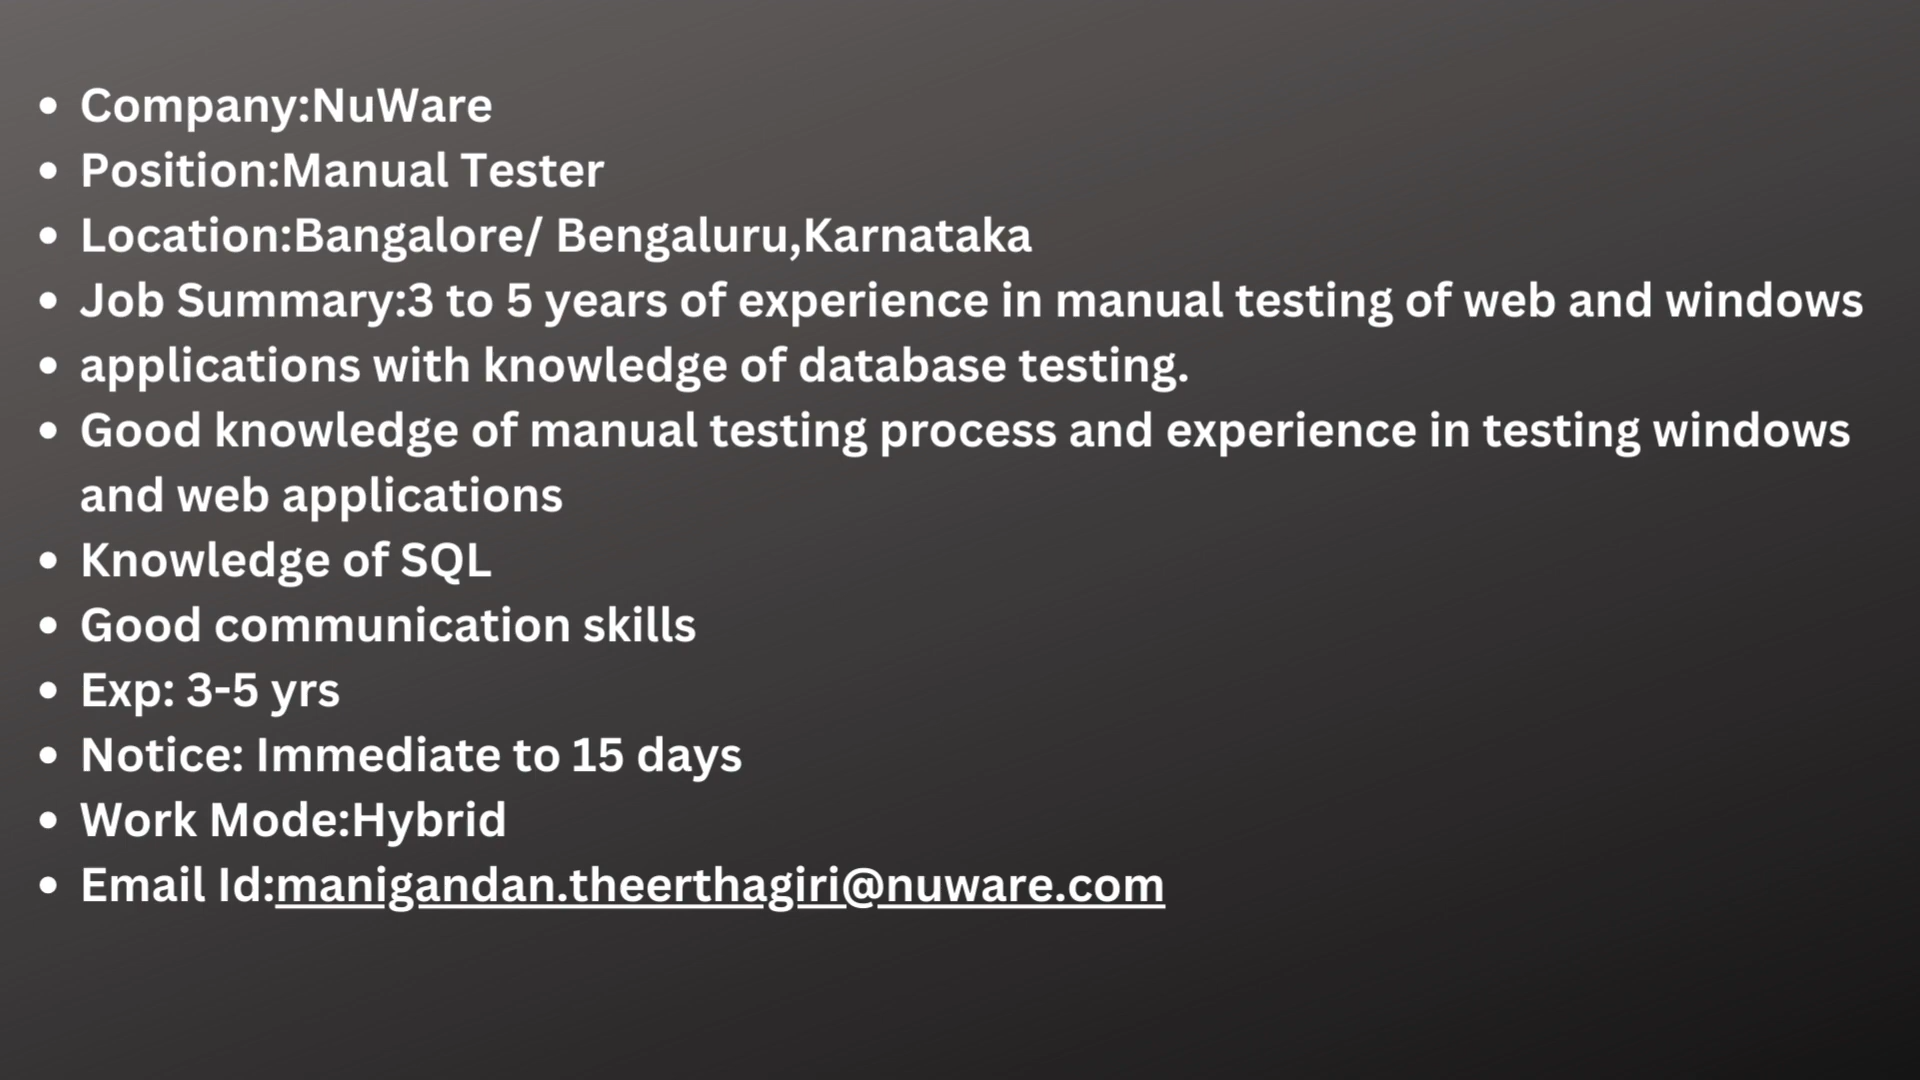 Company:NuWare
Position:Manual Tester
Location:Bangalore/ Bengaluru,Karnataka
Job Summary:3 to 5 years of experience in manual testing of web and windows
applications with knowledge of database testing.
Good knowledge of manual testing process and experience in testing windows
and web applications
Knowledge of SQL
Good communication skills
Exp: 3-5 yrs
Notice: Immediate to 15 days
Work Mode:Hybrid
Email Id:manigandan.theerthagiri@nuware.com